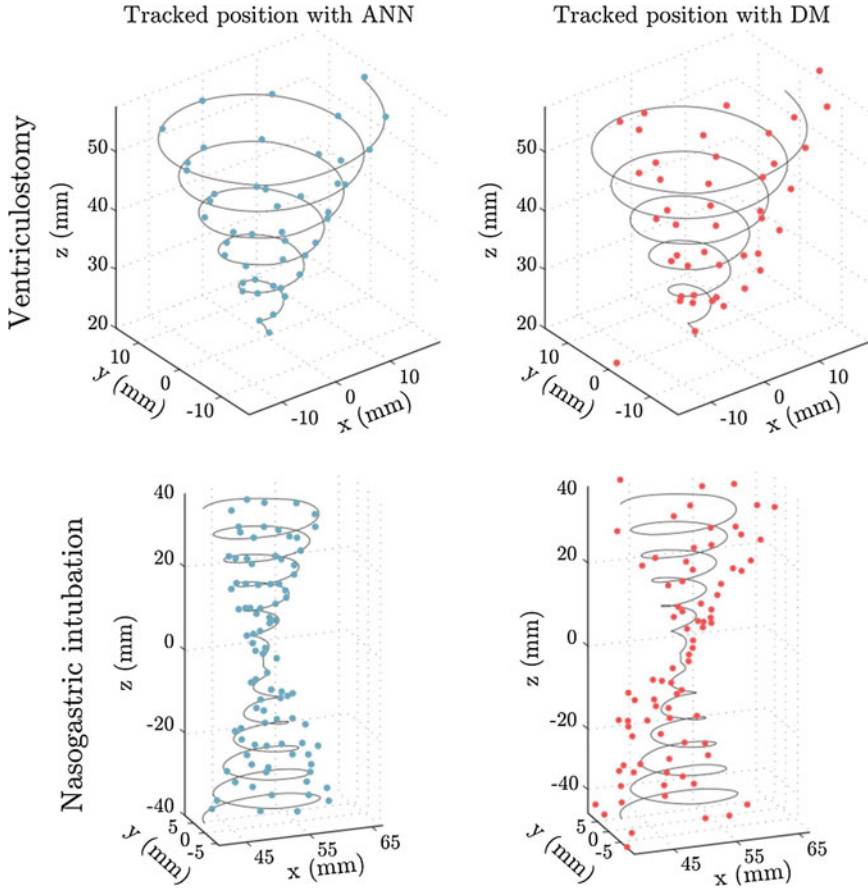 Tracked position with ANN
Tracked position with DM
Ventriculostomy
z (mm)
50
40
30
20
10
0
-10
y (mm)
-10
0
10
x (mm)
z (mm)
50
40
30
20
10
0
-10
y (mm)
-10
0
10
x (mm)
Nasogastric intubation
z (mm)
40
20
0
-20
-40
5
0
-5
y (mm)
45
55
65
x (mm)
z (mm)
40
20
0
-20
-40
5
0
-5
y (mm)
45
55
65
x (mm)